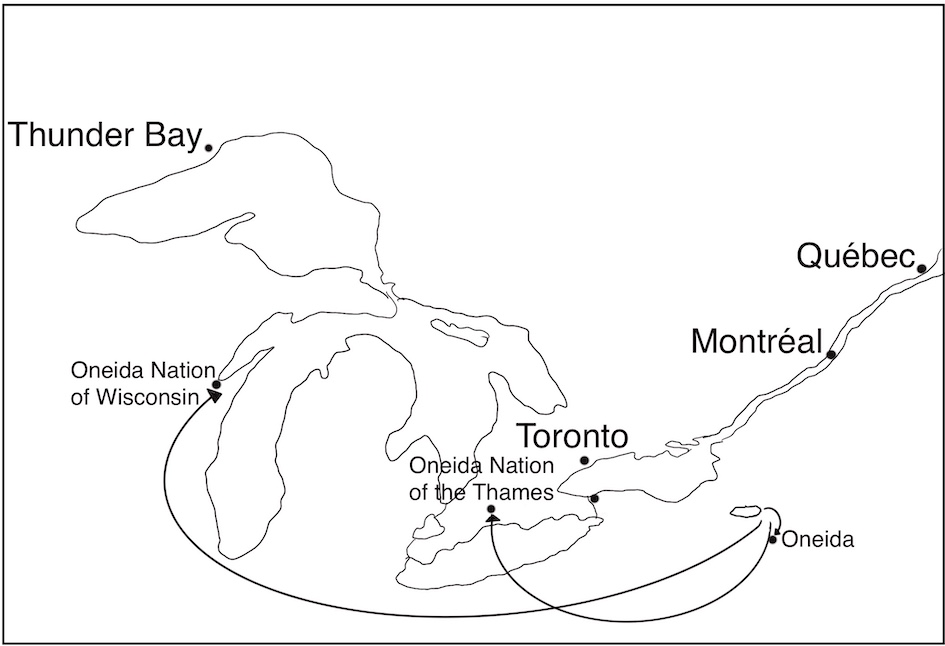 Thunder Bay
Québec
Montréal
Oneida Nation
of Wisconsin
Toronto
Oneida Nation
of the Thames
Oneida